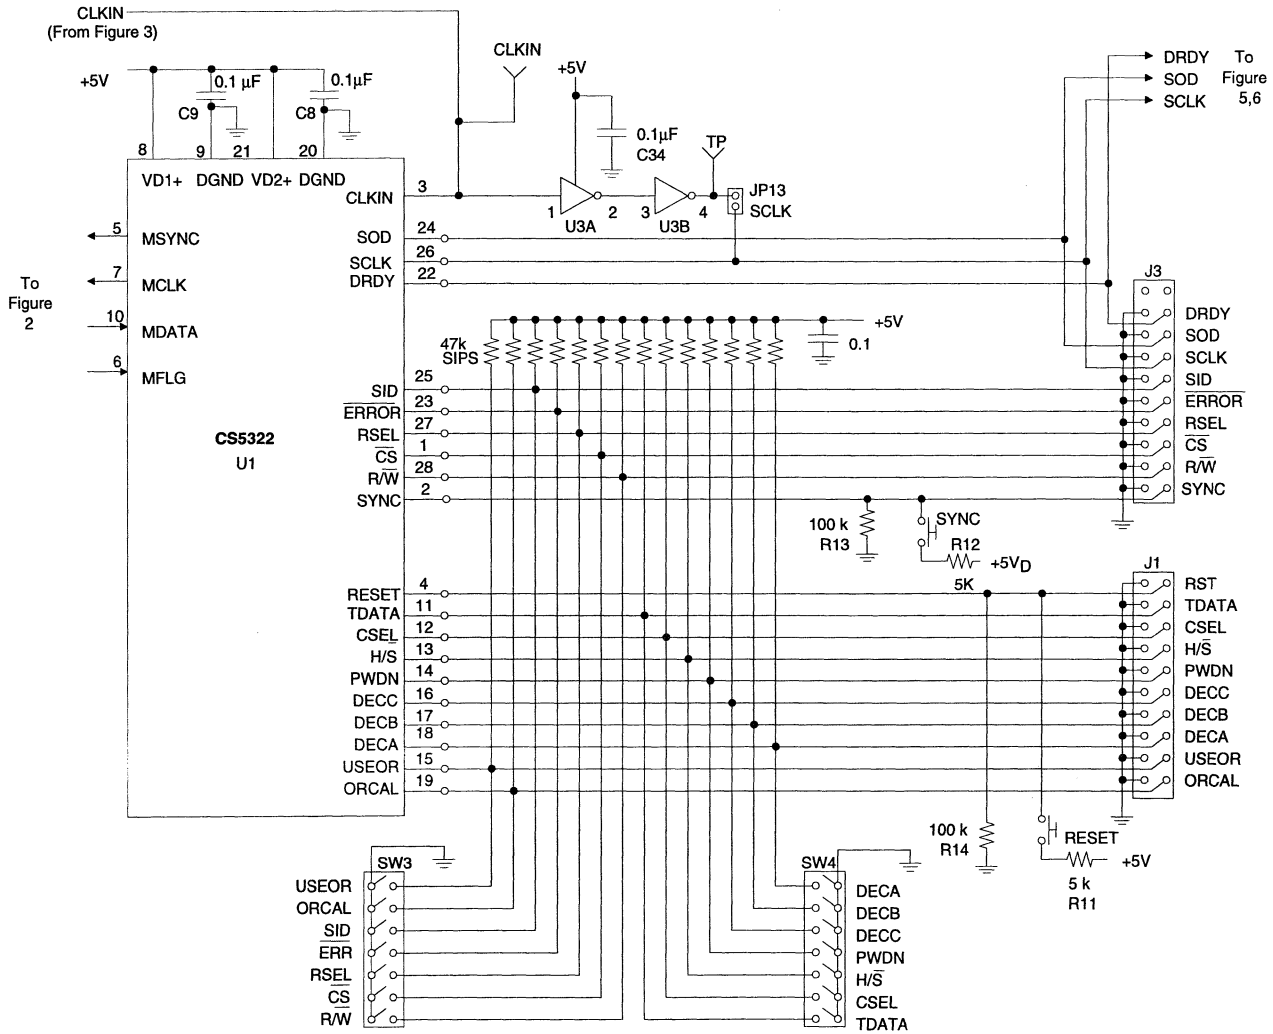 CLKIN
(From Figure 3)
+5V
0.1 µF
C9
0.1µF
C8
CLKIN
+5V
0.1µF
C34
TP
JP13
SCLK
DRDY
SOD
SCLK
To
Figure
5,6
8
9
21
20
VD1+
DGND
VD2+
DGND
CLKIN
3
1
U3A
2
3
U3B
4
5
MSYNC
7
MCLK
10
MDATA
6
MFLG
To
Figure
2
SOD
24
SCLK
26
DRDY
22
47k
SIPS
+5V
0.1
CS5322
U1
SID
25
ERROR
23
RSEL
27
CS
1
R/W
28
SYNC
2
J3
DRDY
SOD
SCLK
SID
ERROR
RSEL
CS
R/W
SYNC
100 k
R13
SYNC
R12
+5VD
5K
RESET
4
TDATA
11
CSEL
12
H/S
13
PWDN
14
DECC
16
DECB
17
DECA
18
USEOR
15
ORCAL
19
J1
RST
TDATA
CSEL
H/S
PWDN
DECC
DECB
DECA
USEOR
ORCAL
100 k
R14
RESET
+5V
5 k
R11
SW3
USEOR
ORCAL
SID
ERR
RSEL
CS
R/W
SW4
DECA
DECB
DECC
PWDN
H/S
CSEL
TDATA